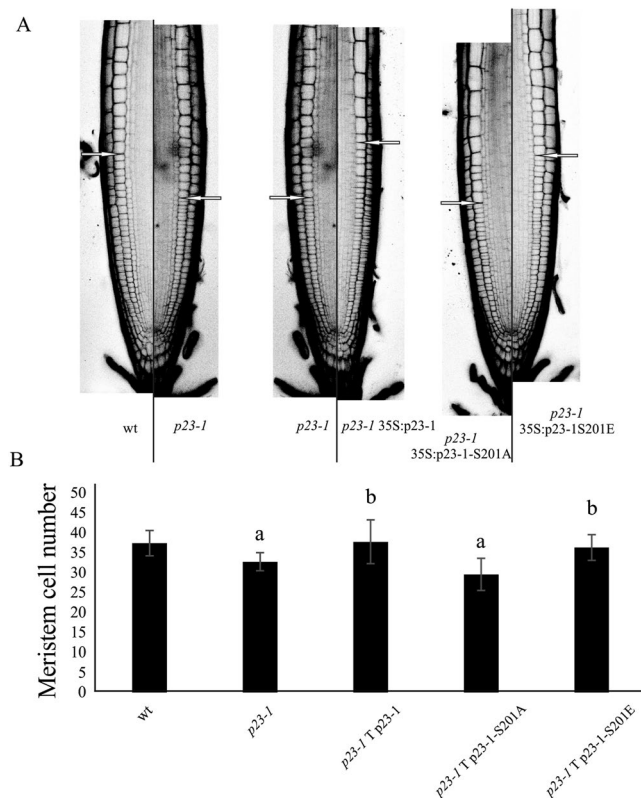 A
wt
p23-1
p23-1
p23-1 35S:p23-1
p23-1
35S:p23-1-S201A
p23-1
35S:p23-1S201E
B
Meristem cell number
50
45
40
35
30
25
20
15
10
5
0
a
b
a
b
wt
p23-1
p23-1 T p23-1
p23-1 T p23-1-S201A
p23-1 T p23-1-S201E